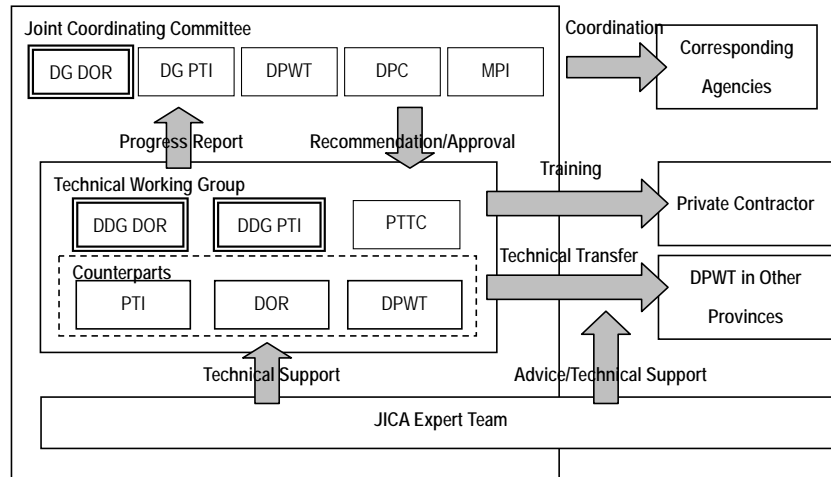 Joint Coordinating Committee
Coordination
DG DOR
DG PTI
DPWT
DPC
MPI
Corresponding
Agencies
Progress Report
Recommendation/Approval
Technical Working Group
Training
DDG DOR
DDG PTI
PTTC
Private Contractor
Technical Transfer
Counterparts
PTI
DOR
DPWT
DPWT in Other
Provinces
Technical Support
Advice/Technical Support
JICA Expert Team